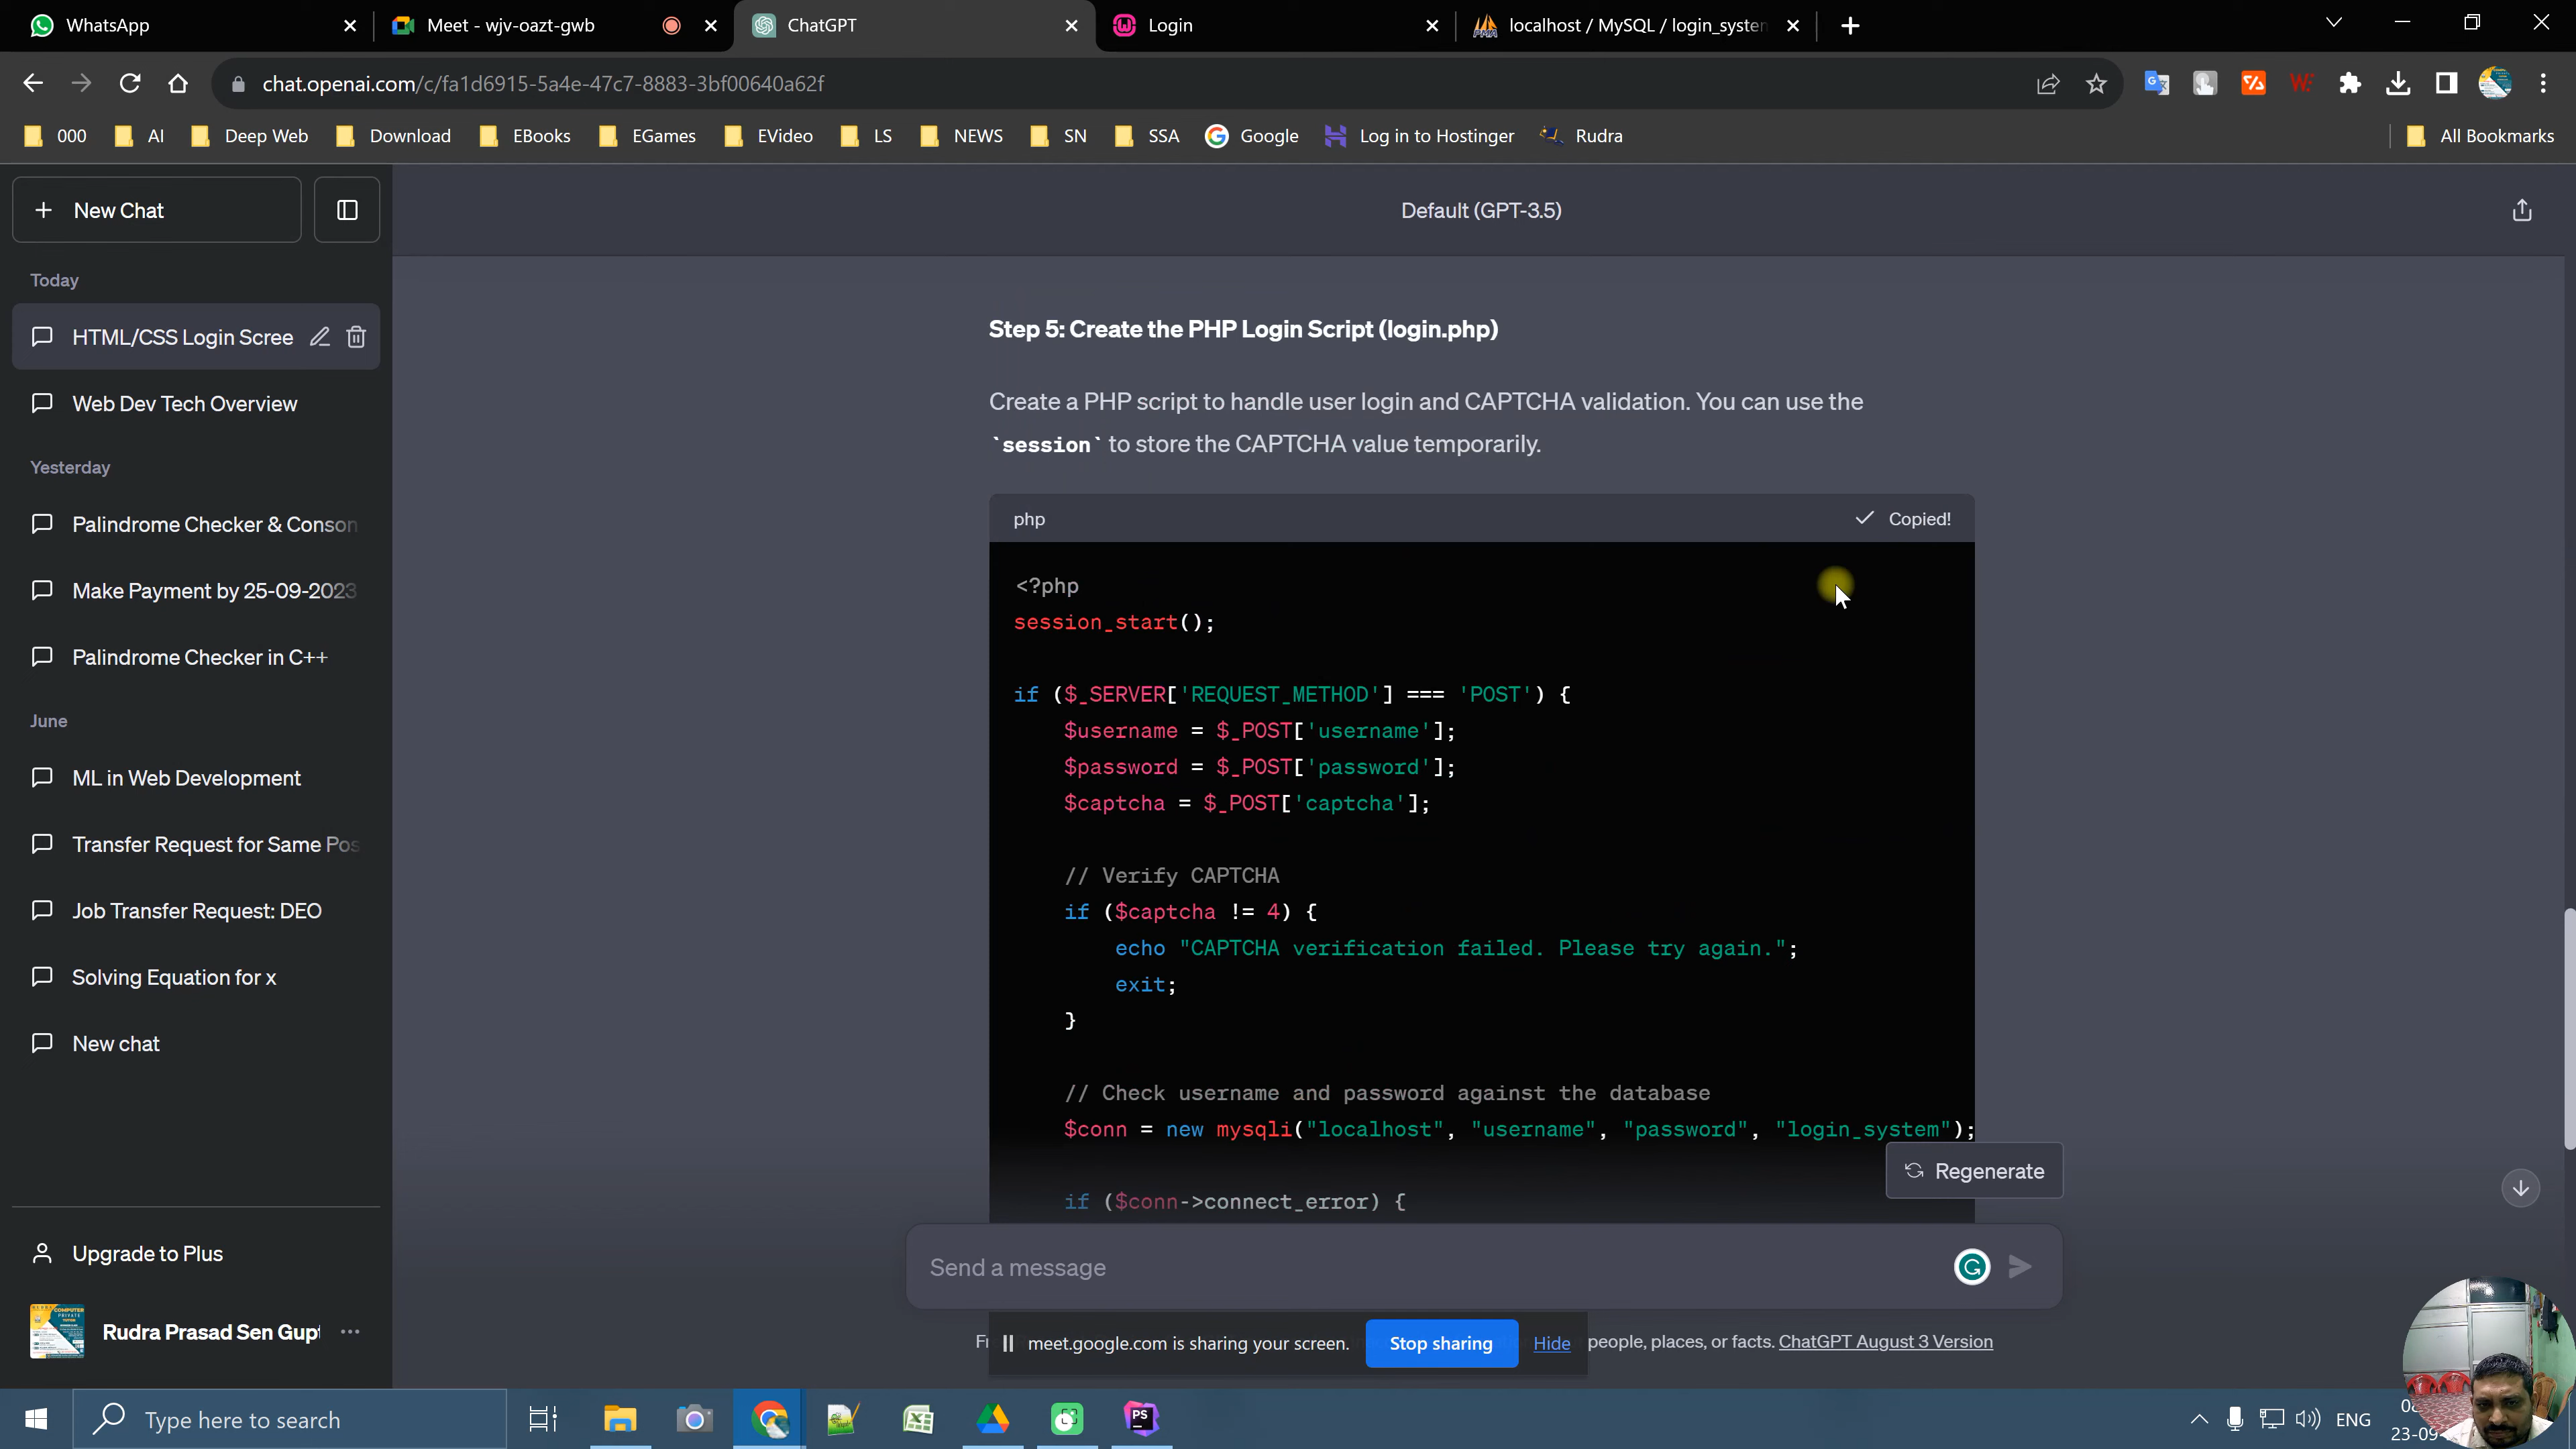 WhatsApp
Meet - wjv-oazt-gwb
ChatGPT
Login
localhost / MySQL / login_system
chat.openai.com/c/fa1d6915-5a4e-47c7-8883-3bf00640a62f
000
AI
Deep Web
Download
EBooks
EGames
EVideo
LS
NEWS
SN
SSA
Google
Log in to Hostinger
Rudra
All Bookmarks
New Chat
Default (GPT-3.5)
Today
HTML/CSS Login Scree
Web Dev Tech Overview
Yesterday
Palindrome Checker & Conson
Make Payment by 25-09-2023
Palindrome Checker in C++
June
ML in Web Development
Transfer Request for Same Pos
Job Transfer Request: DEO
Solving Equation for x
New chat
Upgrade to Plus
Rudra Prasad Sen Gupt
Step 5: Create the PHP Login Script (login.php)
Create a PHP script to handle user login and CAPTCHA validation. You can use the
`session` to store the CAPTCHA value temporarily.
php
Copied!
<?php
session_start();
if ($_SERVER['REQUEST_METHOD'] === 'POST') {
$username = $_POST['username'];
$password = $_POST['password'];
$captcha = $_POST['captcha'];
// Verify CAPTCHA
if ($captcha != 4) {
echo "CAPTCHA verification failed. Please try again.";
exit;
}
// Check username and password against the database
$conn = new mysqli("localhost", "username", "password", "login_system");
if ($conn->connect_error) {
Regenerate
Send a message
meet.google.com is sharing your screen.
Stop sharing
Hide
people, places, or facts. ChatGPT August 3 Version
Type here to search
PS
ENG
23-09